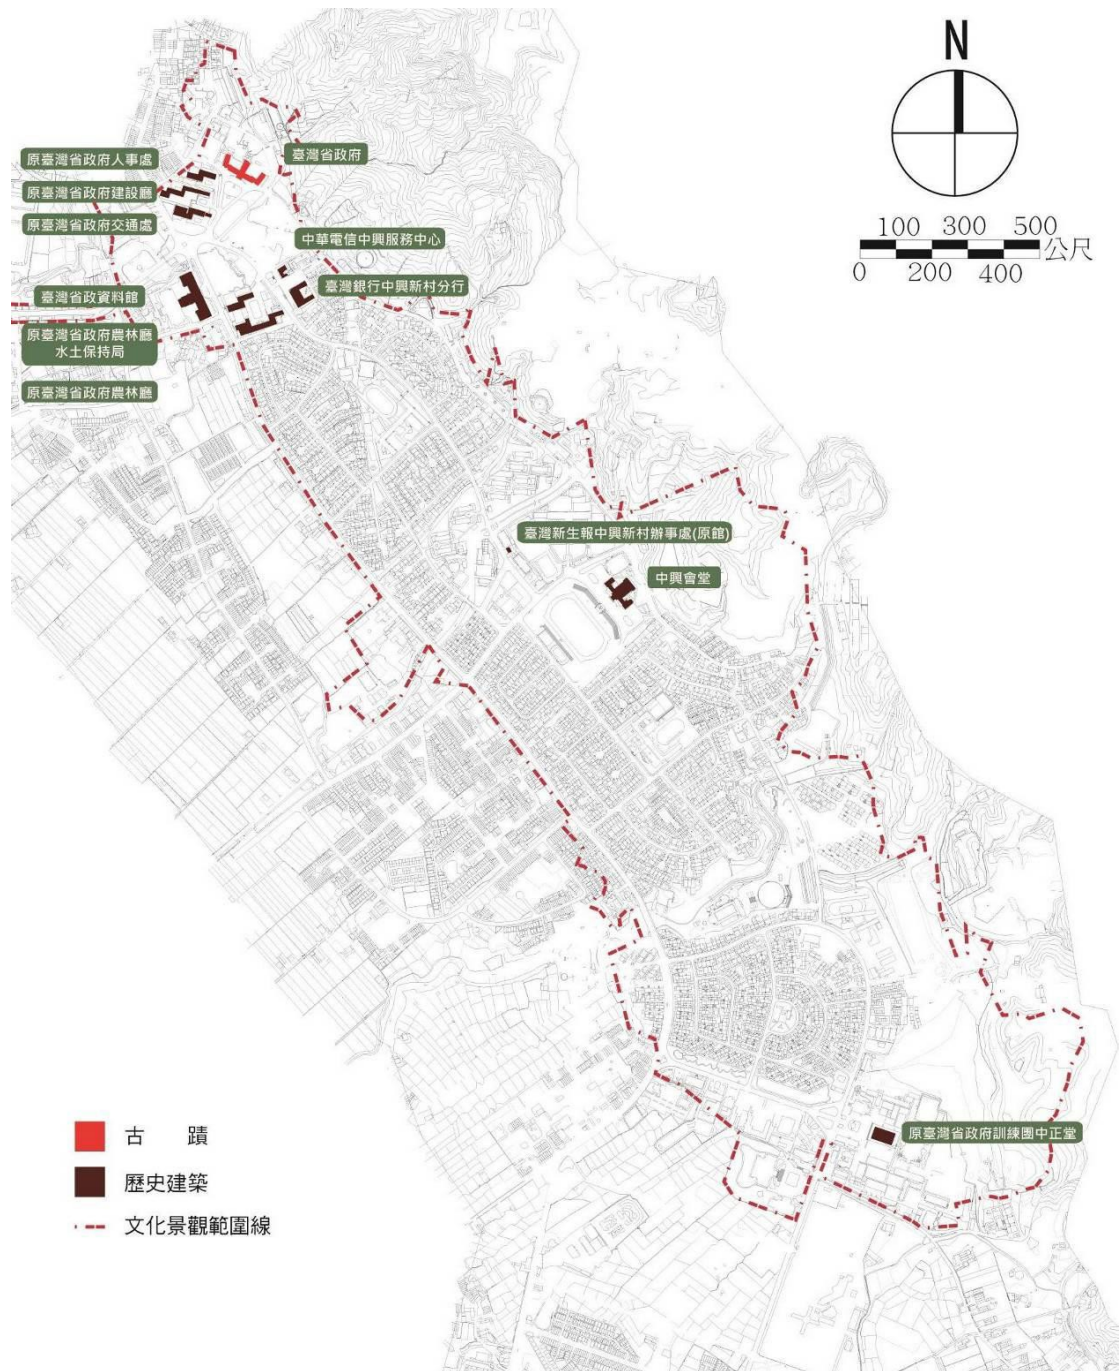 N
100 300 500
公尺
0 200 400
臺灣省政府
原臺灣省政府人事處
原臺灣省政府建設廳
原臺灣省政府交通處
中華電信中興服務中心
臺灣銀行中興新村分行
臺灣省政資料館
原臺灣省政府農林廳
水土保持局
原臺灣省政府農林廳
臺灣新生報中興新村辦事處(原館)
中興會堂
原臺灣省政府訓練團中正堂
古 蹟
歷史建築
文化景觀範圍線